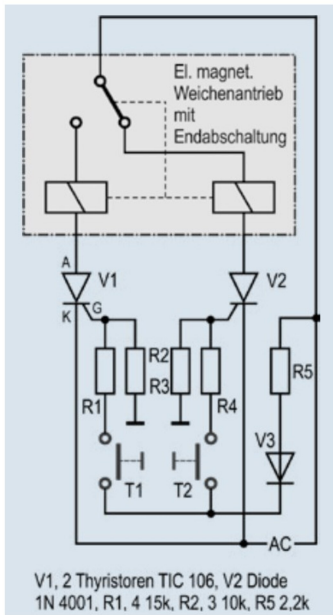 El. magnet.
Weichenantrieb
mit
Endabschaltung
A
V1
V2
K
G
R2
R5
R3
R1
R4
V3
T1
T2
AC
V1, 2 Thyristoren TIC 106, V2 Diode
1N 4001, R1, 4 15k, R2, 3 10k, R5 2,2k